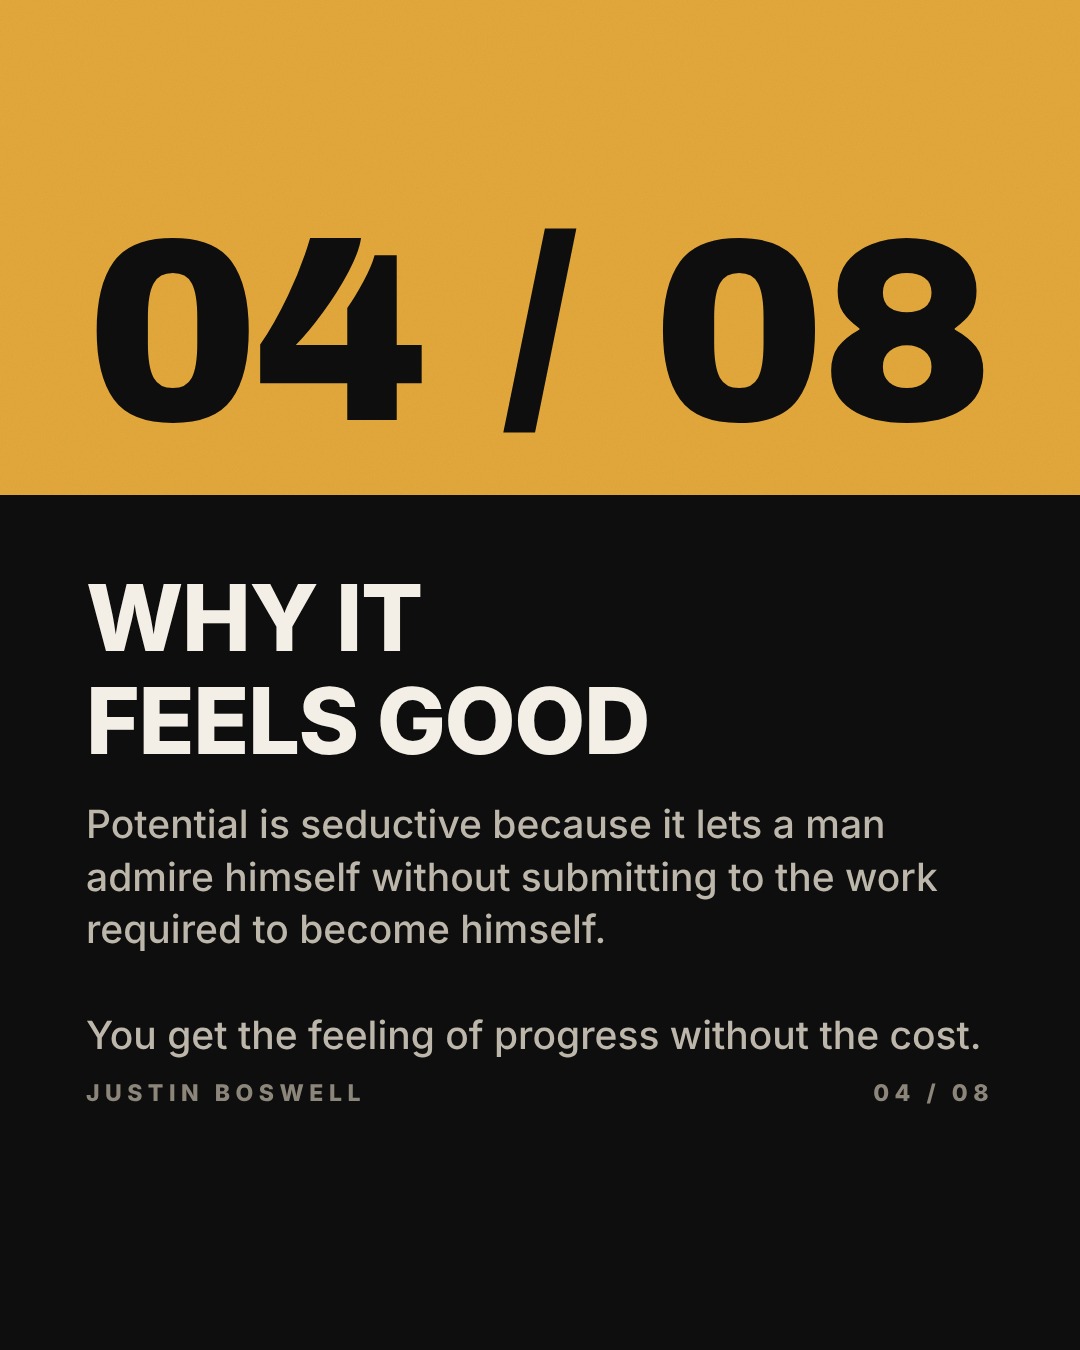 04 / 08
WHY IT
FEELS GOOD
Potential is seductive because it lets a man
admire himself without submitting to the work
required to become himself.
You get the feeling of progress without the cost.
JUSTIN BOSWELL
04 / 08